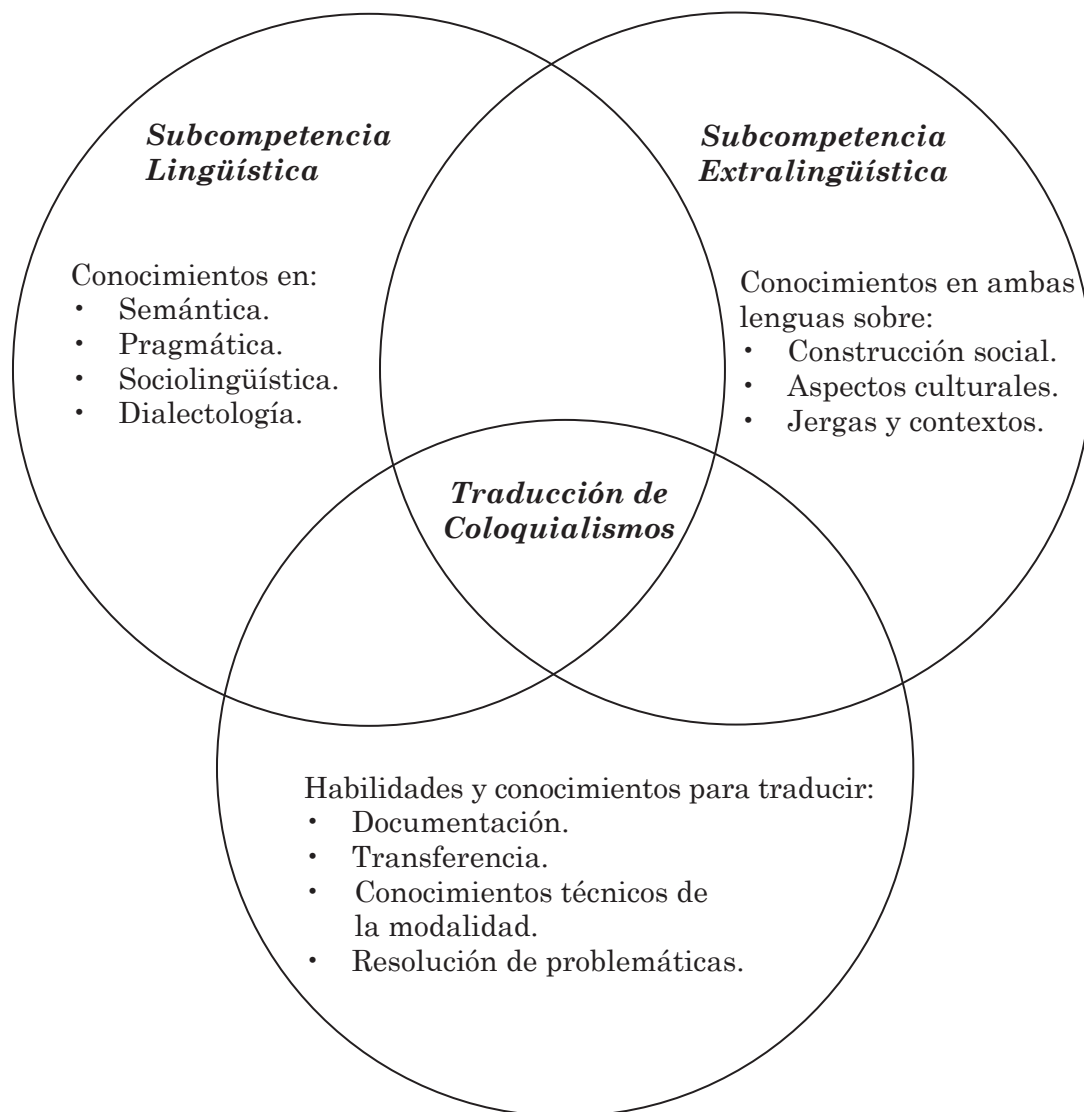 Subcompetencia
Lingüística
Conocimientos en:
• Semántica.
• Pragmática.
• Sociolingüística.
• Dialectología.
Subcompetencia
Extralingüística
Conocimientos en ambas
lenguas sobre:
• Construcción social.
• Aspectos culturales.
• Jergas y contextos.
Traducción de
Coloquialismos
Habilidades y conocimientos para traducir:
• Documentación.
• Transferencia.
• Conocimientos técnicos de
la modalidad.
• Resolución de problemáticas.